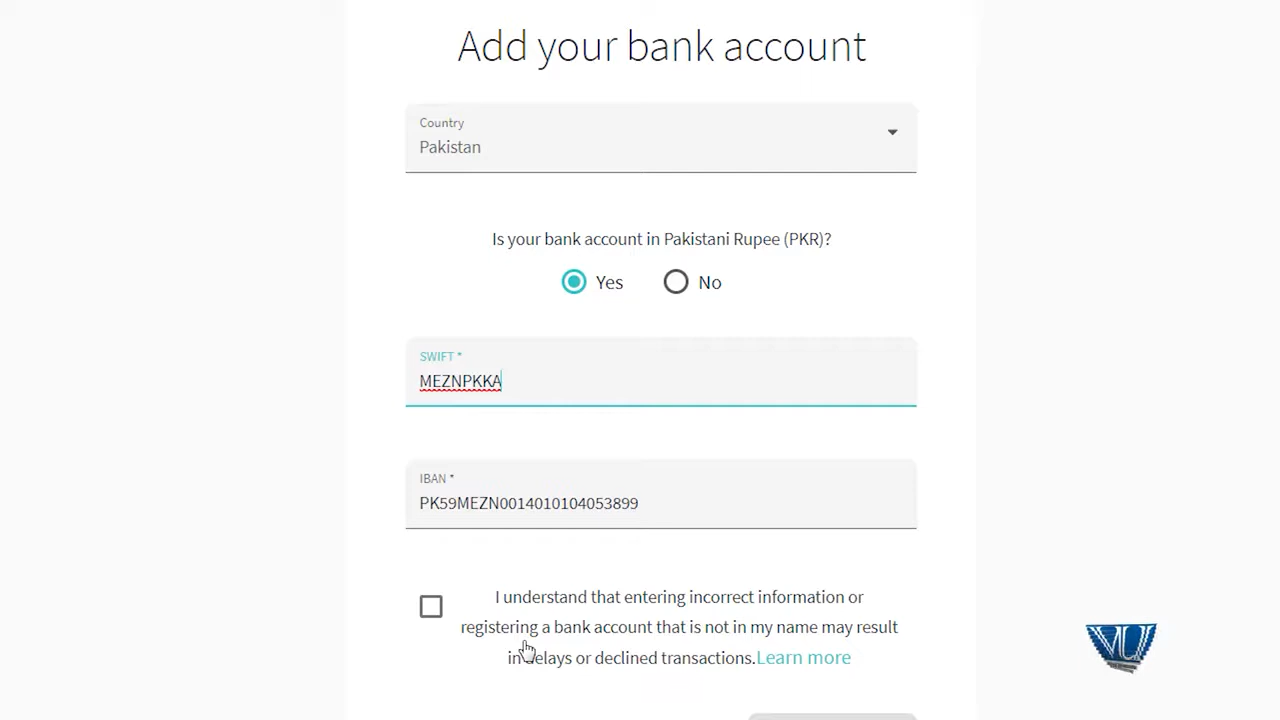 Add your bank account
Country
Pakistan
Is your bank account in Pakistani Rupee (PKR)?
Yes No
SWIFT *
MEZNPKKA
IBAN *
PK59MEZN0014010104053899
I understand that entering incorrect information or
registering a bank account that is not in my name may result
in delays or declined transactions. Learn more
VU